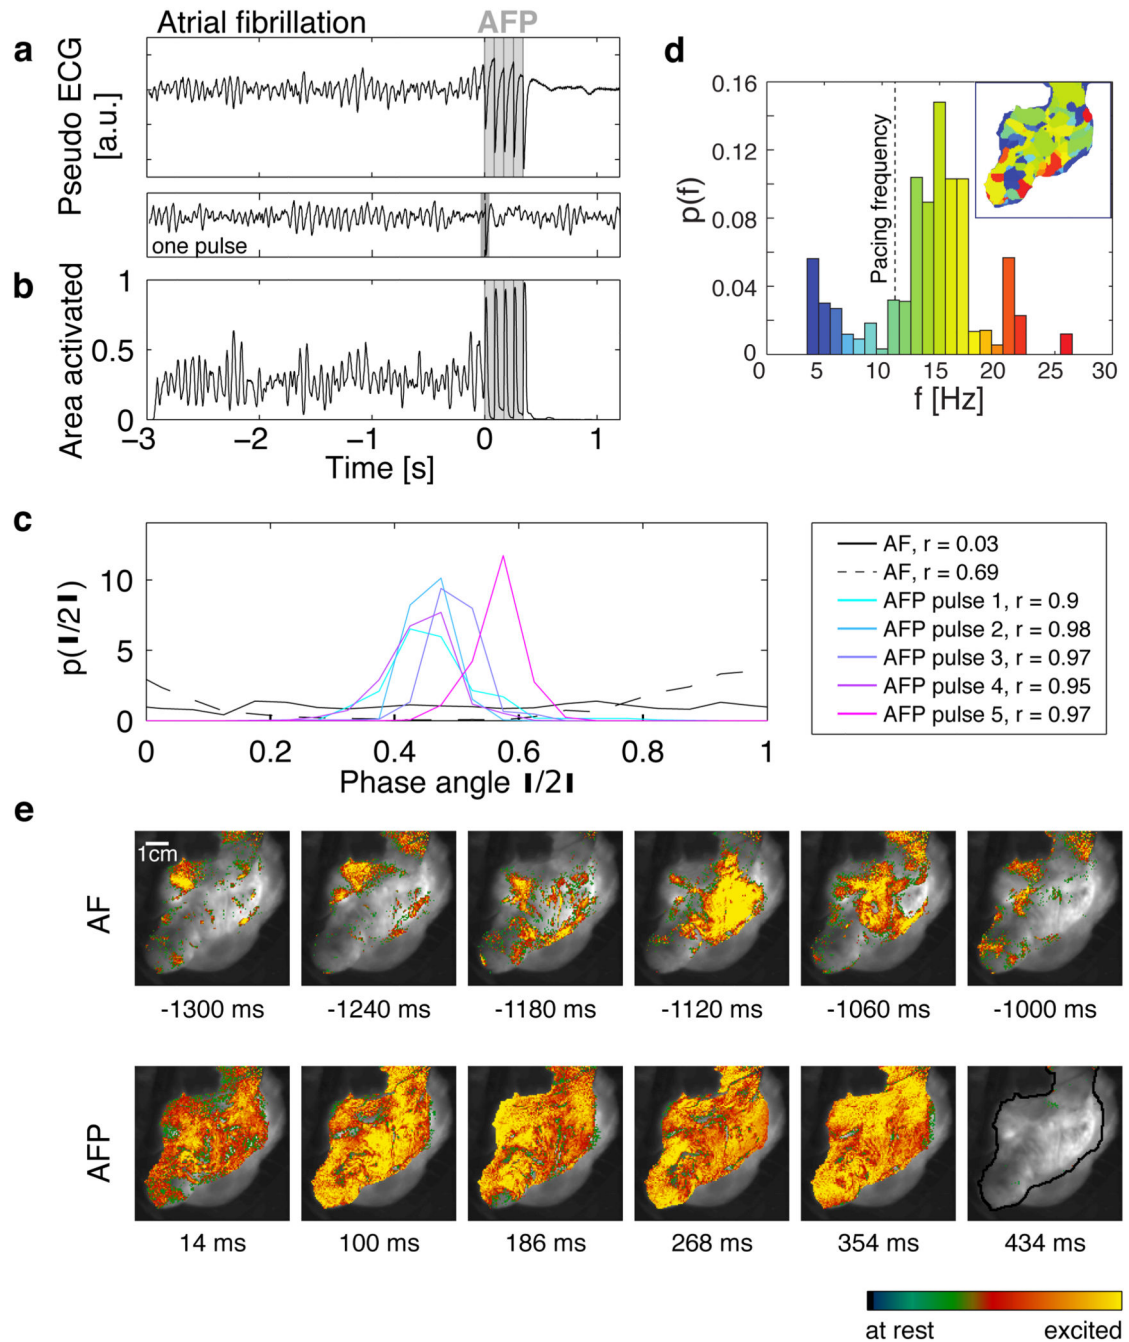 Atrial fibrillation AFP
a
Pseudo ECG
[a.u.]
one pulse
b
Area activated
1
0.5
0
−3 −2 −1 0 1
Time [s]
d
p(f)
0.16
0.12
0.08
0.04
0
Pacing frequency
0 5 10 15 20 25 30
f [Hz]
c
p(▮/2▮)
10
5
0
0 0.2 0.4 0.6 0.8 1
Phase angle ▮/2▮
AF, r = 0.03
AF, r = 0.69
AFP pulse 1, r = 0.9
AFP pulse 2, r = 0.98
AFP pulse 3, r = 0.97
AFP pulse 4, r = 0.95
AFP pulse 5, r = 0.97
e
AF
1cm
-1300 ms -1240 ms -1180 ms -1120 ms -1060 ms -1000 ms
AFP
14 ms 100 ms 186 ms 268 ms 354 ms 434 ms
at rest excited